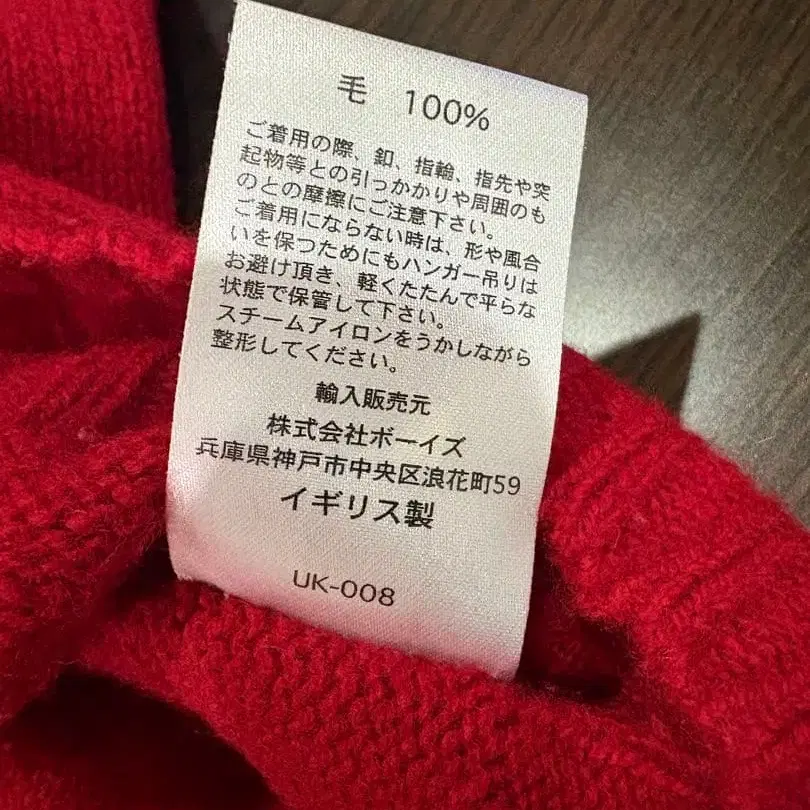 毛 100%
ご着用の際、釦、指輪、指先や突
起物等との引っかかりや周囲のも
のとの摩擦にご注意下さい。
ご着用にならない時は、形や風合
いを保つためにもハンガー吊りは
お避け頂き、軽くたたんで平らな
状態で保管して下さい。
スチームアイロンをうかしながら
整形してください。
輸入販売元
株式会社ボーイズ
兵庫県神戸市中央区浪花町59
イギリス製
UK-008